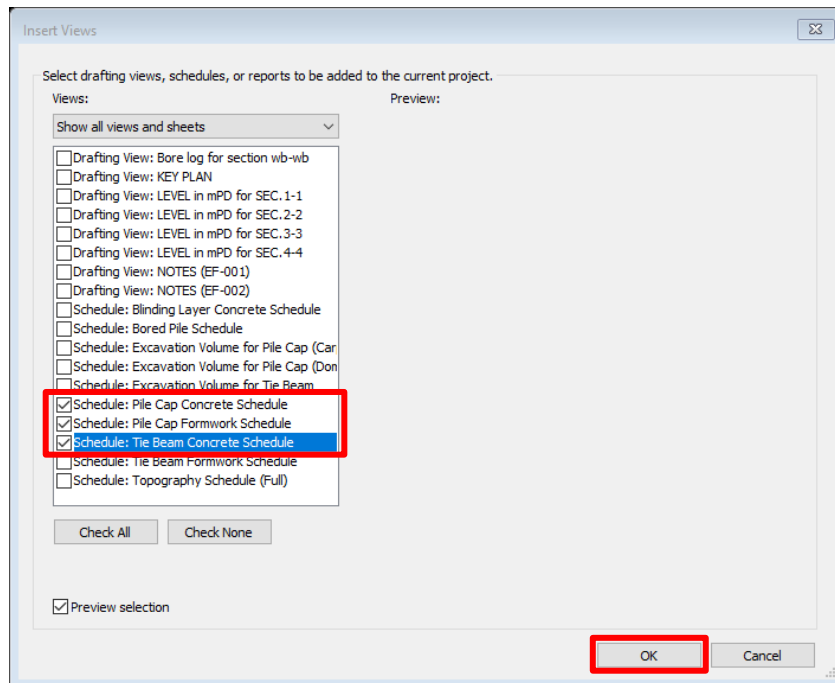 Insert Views
Select drafting views, schedules, or reports to be added to the current project.
Views:
Preview:
Show all views and sheets
Drafting View: Bore log for section wb-wb
Drafting View: KEY PLAN
Drafting View: LEVEL in mPD for SEC.1-1
Drafting View: LEVEL in mPD for SEC.2-2
Drafting View: LEVEL in mPD for SEC.3-3
Drafting View: LEVEL in mPD for SEC.4-4
Drafting View: NOTES (EF-001)
Drafting View: NOTES (EF-002)
Schedule: Blinding Layer Concrete Schedule
Schedule: Bored Pile Schedule
Schedule: Excavation Volume for Pile Cap (Car
Schedule: Excavation Volume for Pile Cap (Don
Schedule: Excavation Volume for Tie Beam
Schedule: Pile Cap Concrete Schedule
Schedule: Pile Cap Formwork Schedule
Schedule: Tie Beam Concrete Schedule
Schedule: Tie Beam Formwork Schedule
Schedule: Topography Schedule (Full)
Check All
Check None
Preview selection
OK
Cancel